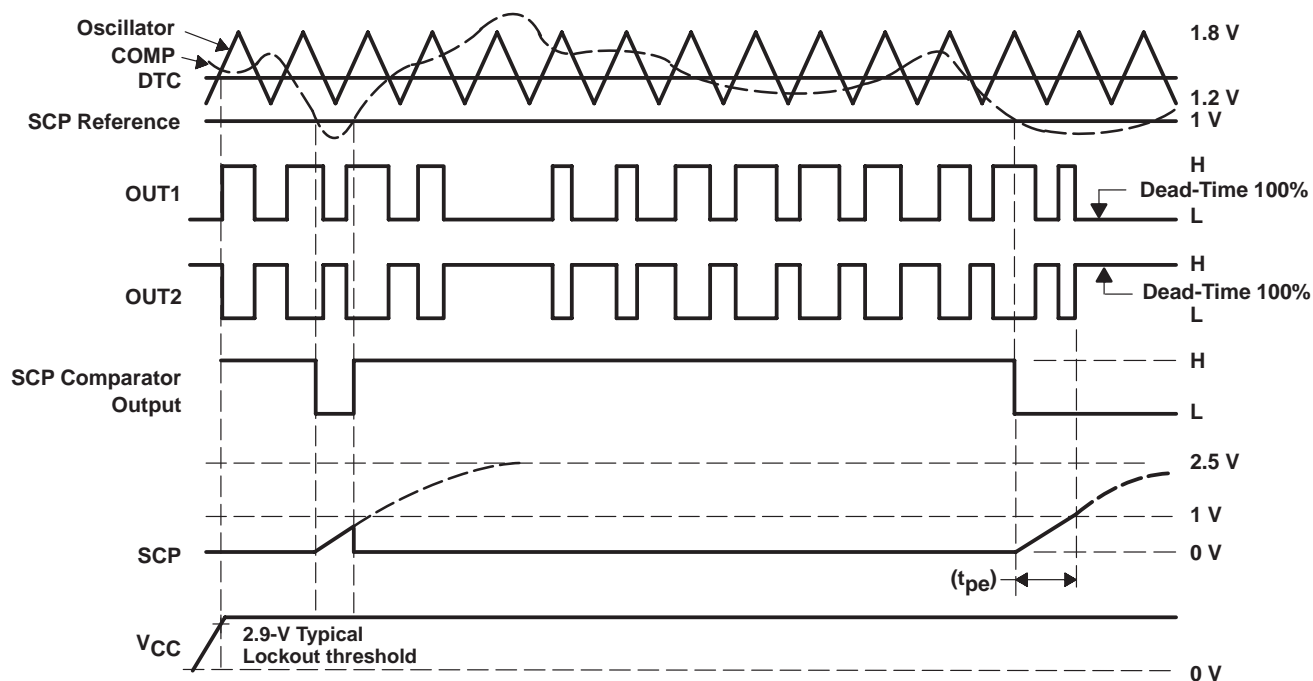 Oscillator
1.8 V
COMP
DTC
1.2 V
SCP Reference
1 V
H
Dead-Time 100%
OUT1
L
H
OUT2
Dead-Time 100%
L
H
SCP Comparator
Output
L
2.5 V
1 V
SCP
0 V
(tpe)
VCC
2.9-V Typical
Lockout threshold
0 V